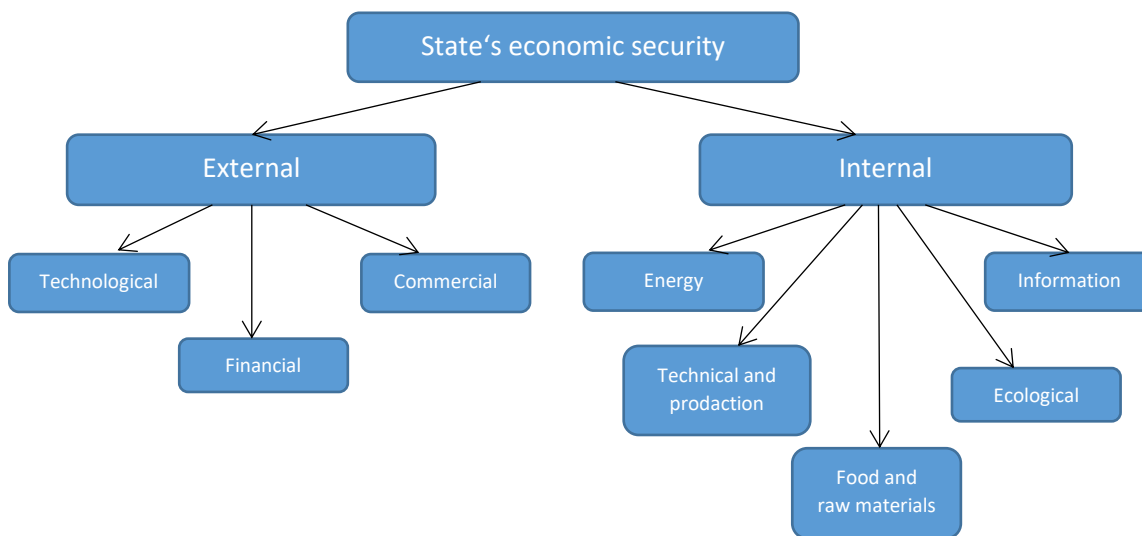 State‘s economic security
External
Internal
Technological
Commercial
Energy
Information
Financial
Technical and
prodaction
Ecological
Food and
raw materials